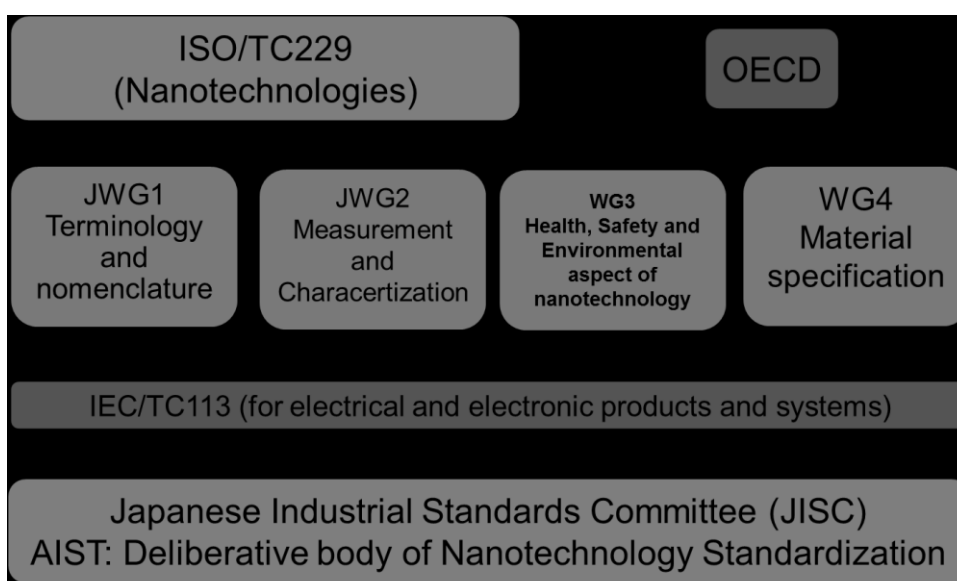 ISO/TC229
(Nanotechnologies)
OECD
JWG1
Terminology
and
nomenclature
JWG2
Measurement
and
Characertization
WG3
Health, Safety and
Environmental
aspect of
nanotechnology
WG4
Material
specification
IEC/TC113 (for electrical and electronic products and systems)
Japanese Industrial Standards Committee (JISC)
AIST: Deliberative body of Nanotechnology Standardization